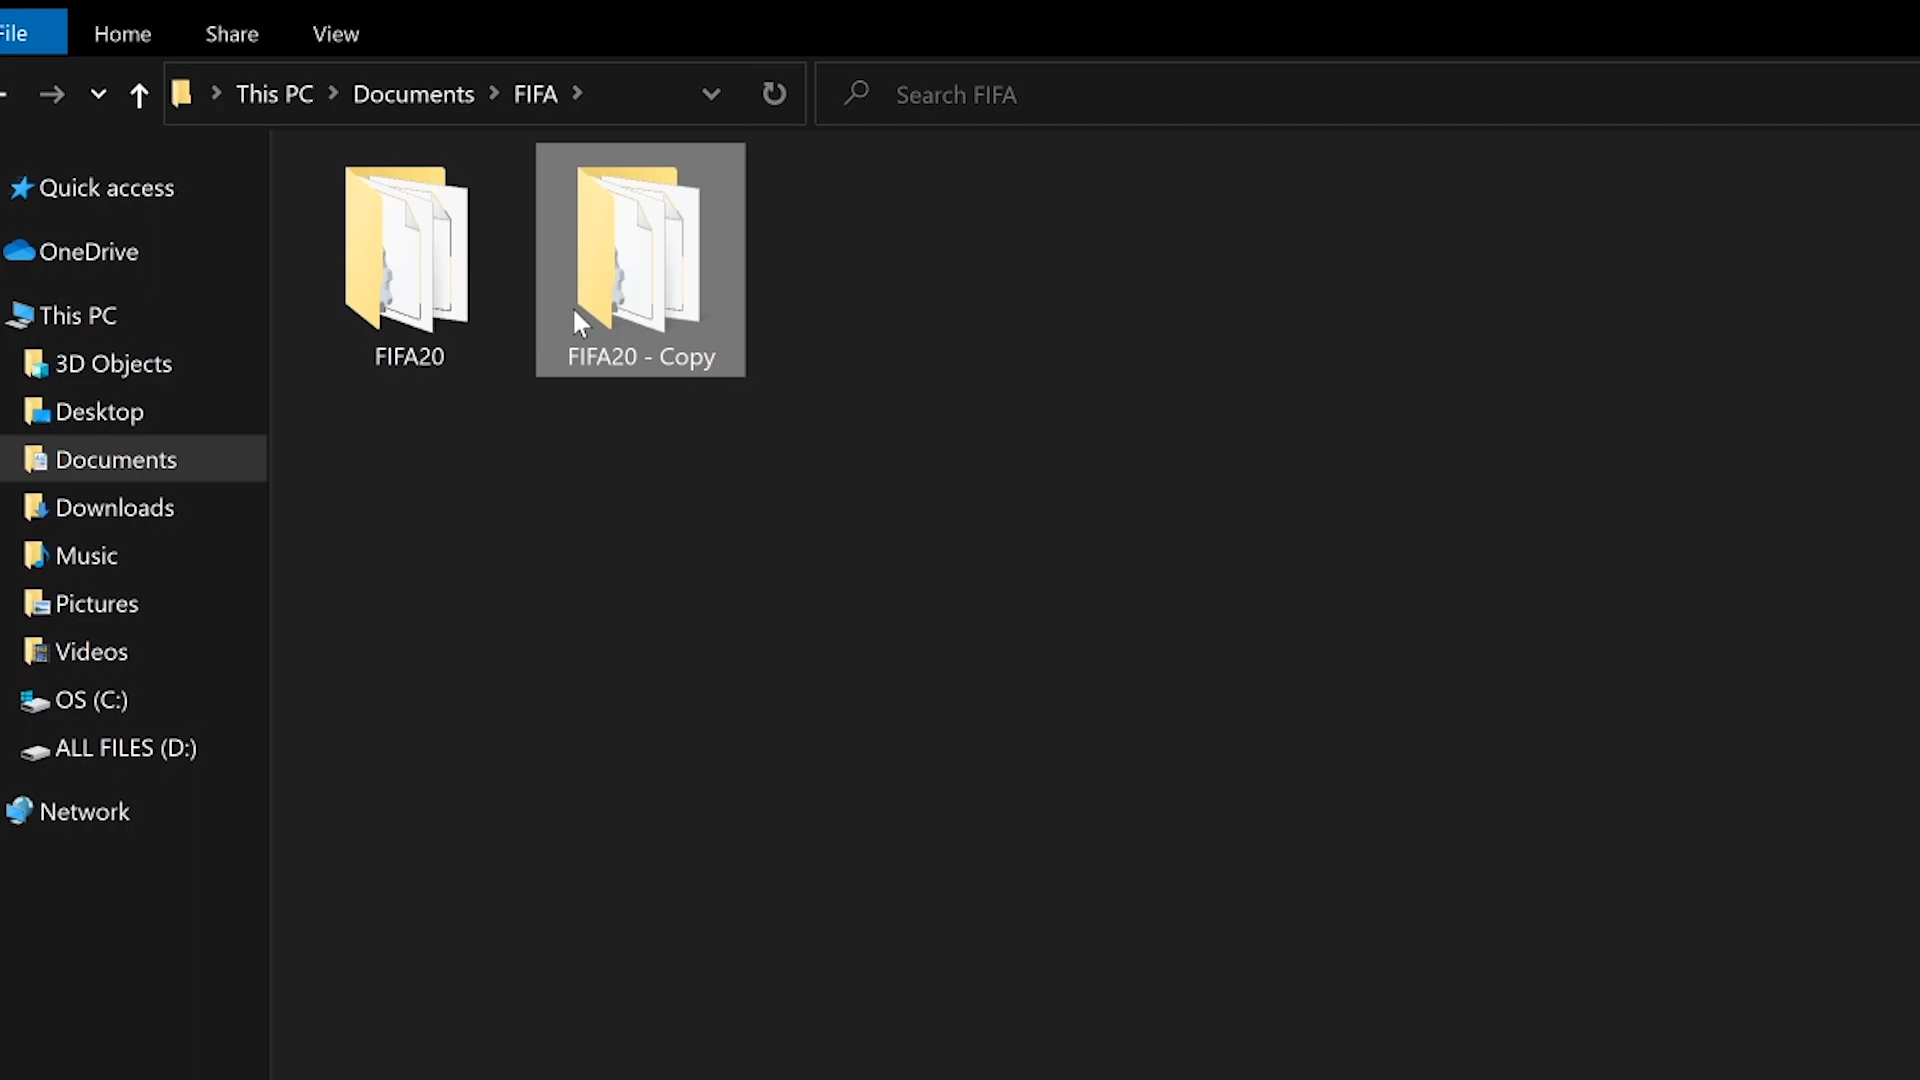 File
Home
Share
View
This PC
Documents
FIFA
Search FIFA
Quick access
OneDrive
This PC
3D Objects
Desktop
Documents
Downloads
Music
Pictures
Videos
OS (C:)
ALL FILES (D:)
Network
FIFA20
FIFA20 - Copy